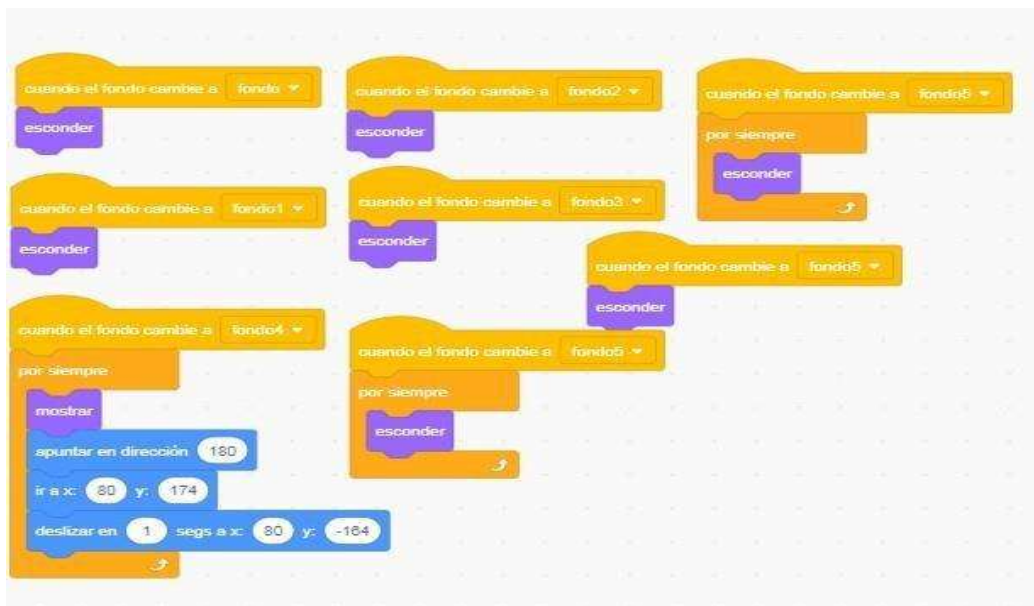 cuando el fondo cambie a fondo
esconder
cuando el fondo cambie a fondo2
esconder
cuando el fondo cambie a fondo6
por siempre
esconder
cuando el fondo cambie a fondo1
esconder
cuando el fondo cambie a fondo3
esconder
cuando el fondo cambie a fondo5
esconder
cuando el fondo cambie a fondo4
por siempre
mostrar
apuntar en dirección 180
ir a x: 80 y: 174
deslizar en 1 segs a x: 80 y: -164
cuando el fondo cambie a fondo5
por siempre
esconder